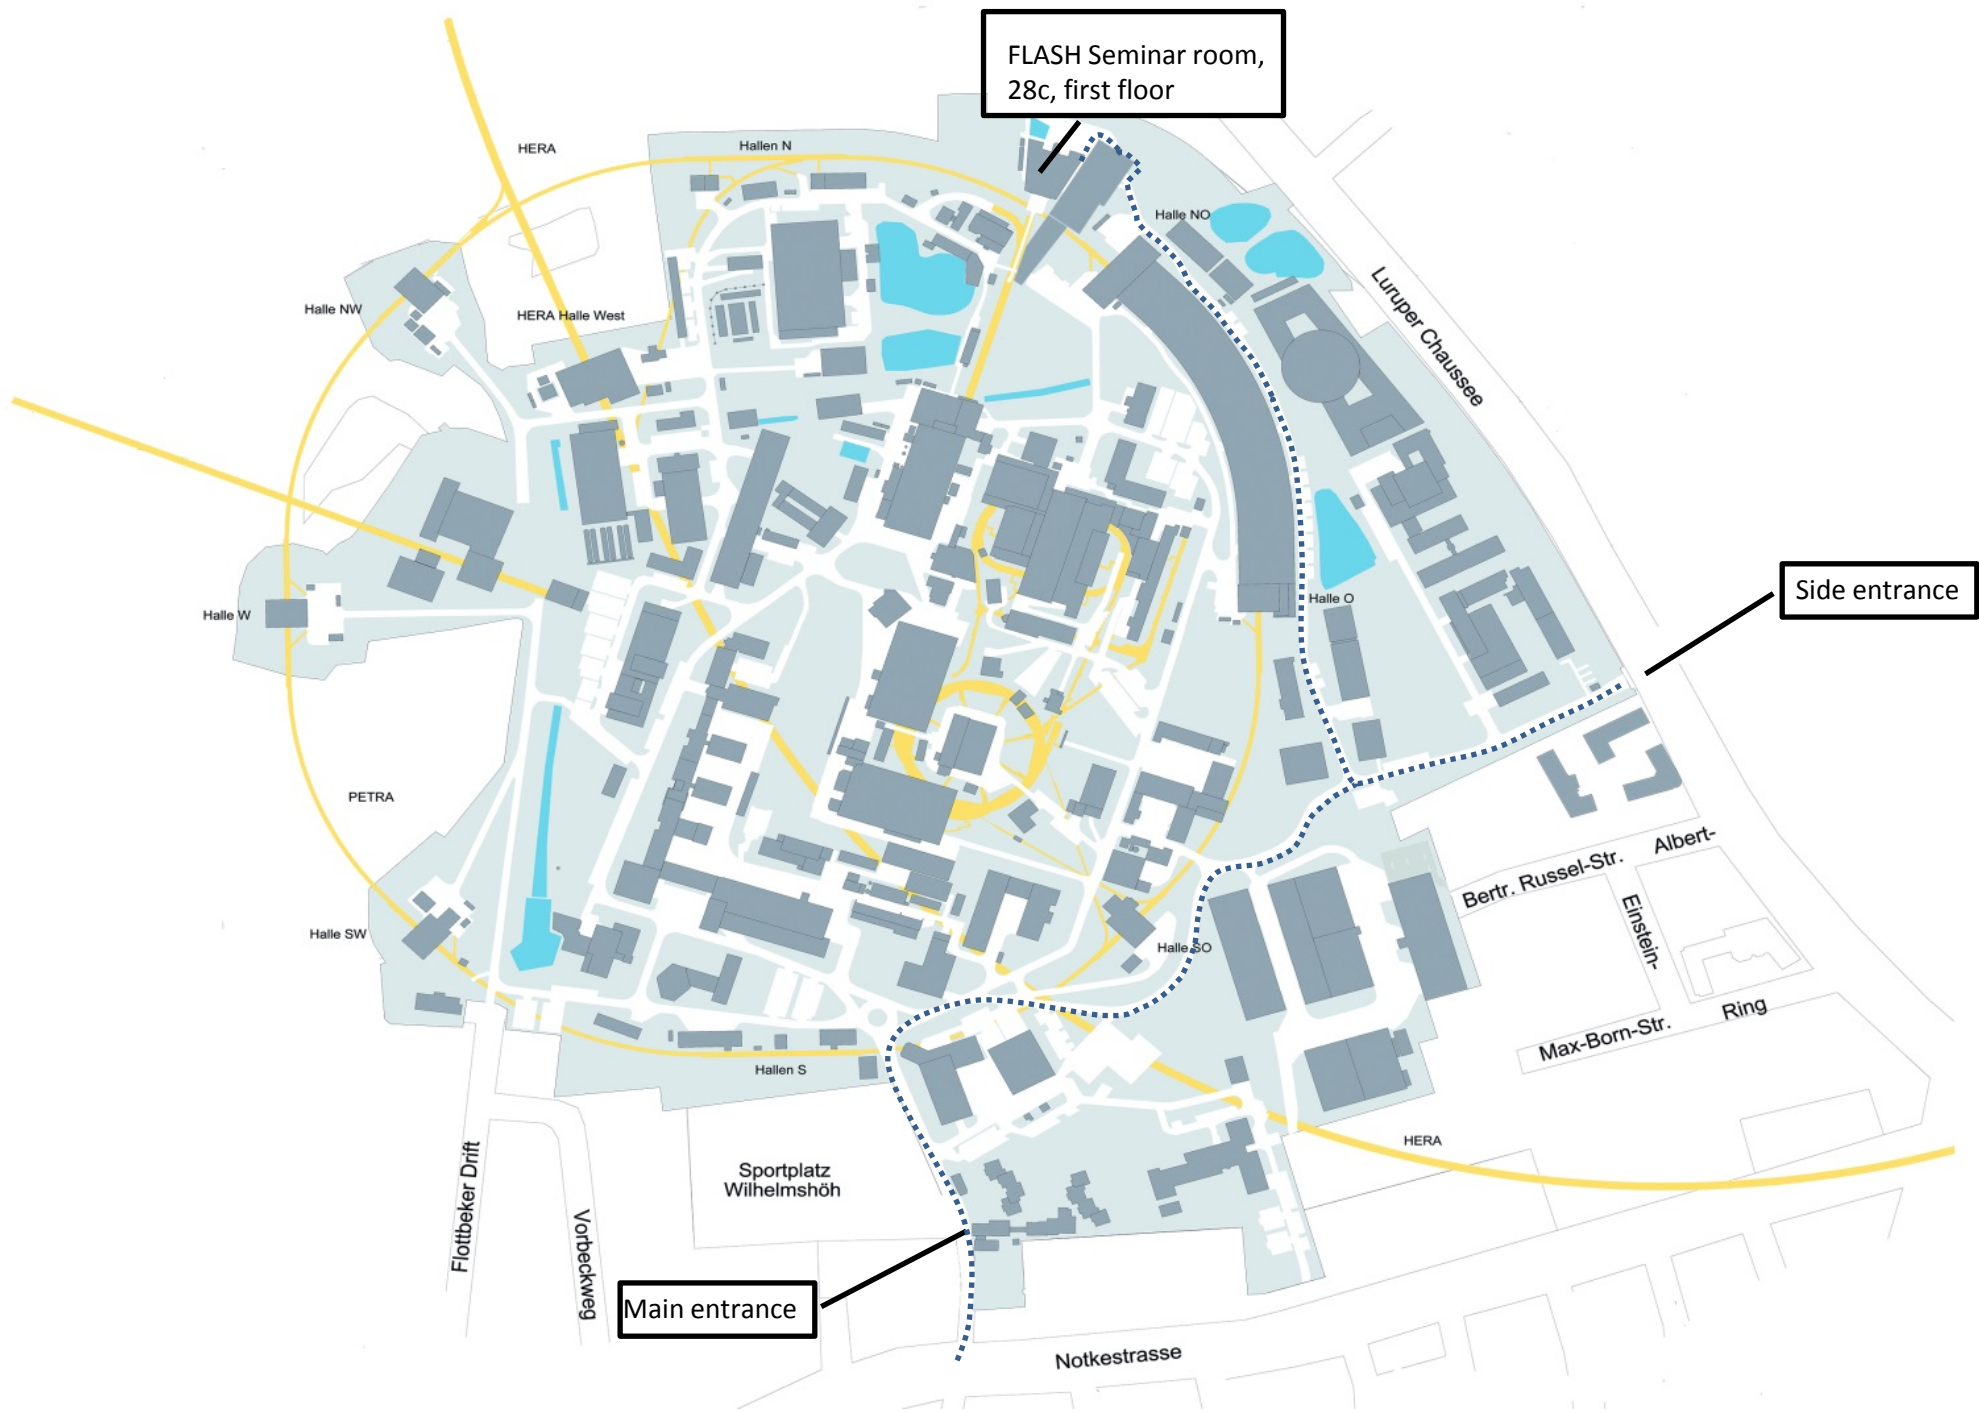 FLASH Seminar room,
28c, first floor
HERA
Hallen N
Halle NO
Luruper Chaussee
Halle NW
HERA Halle West
Side entrance
Halle O
Halle W
PETRA
Bertr. Russel-Str.
Albert-
Einstein-
Ring
Halle SW
Halle SO
Max-Born-Str.
Hallen S
HERA
Sportplatz
Wilhelmshöh
Flottbeker Drift
Vorbeckweg
Main entrance
Notkestrasse